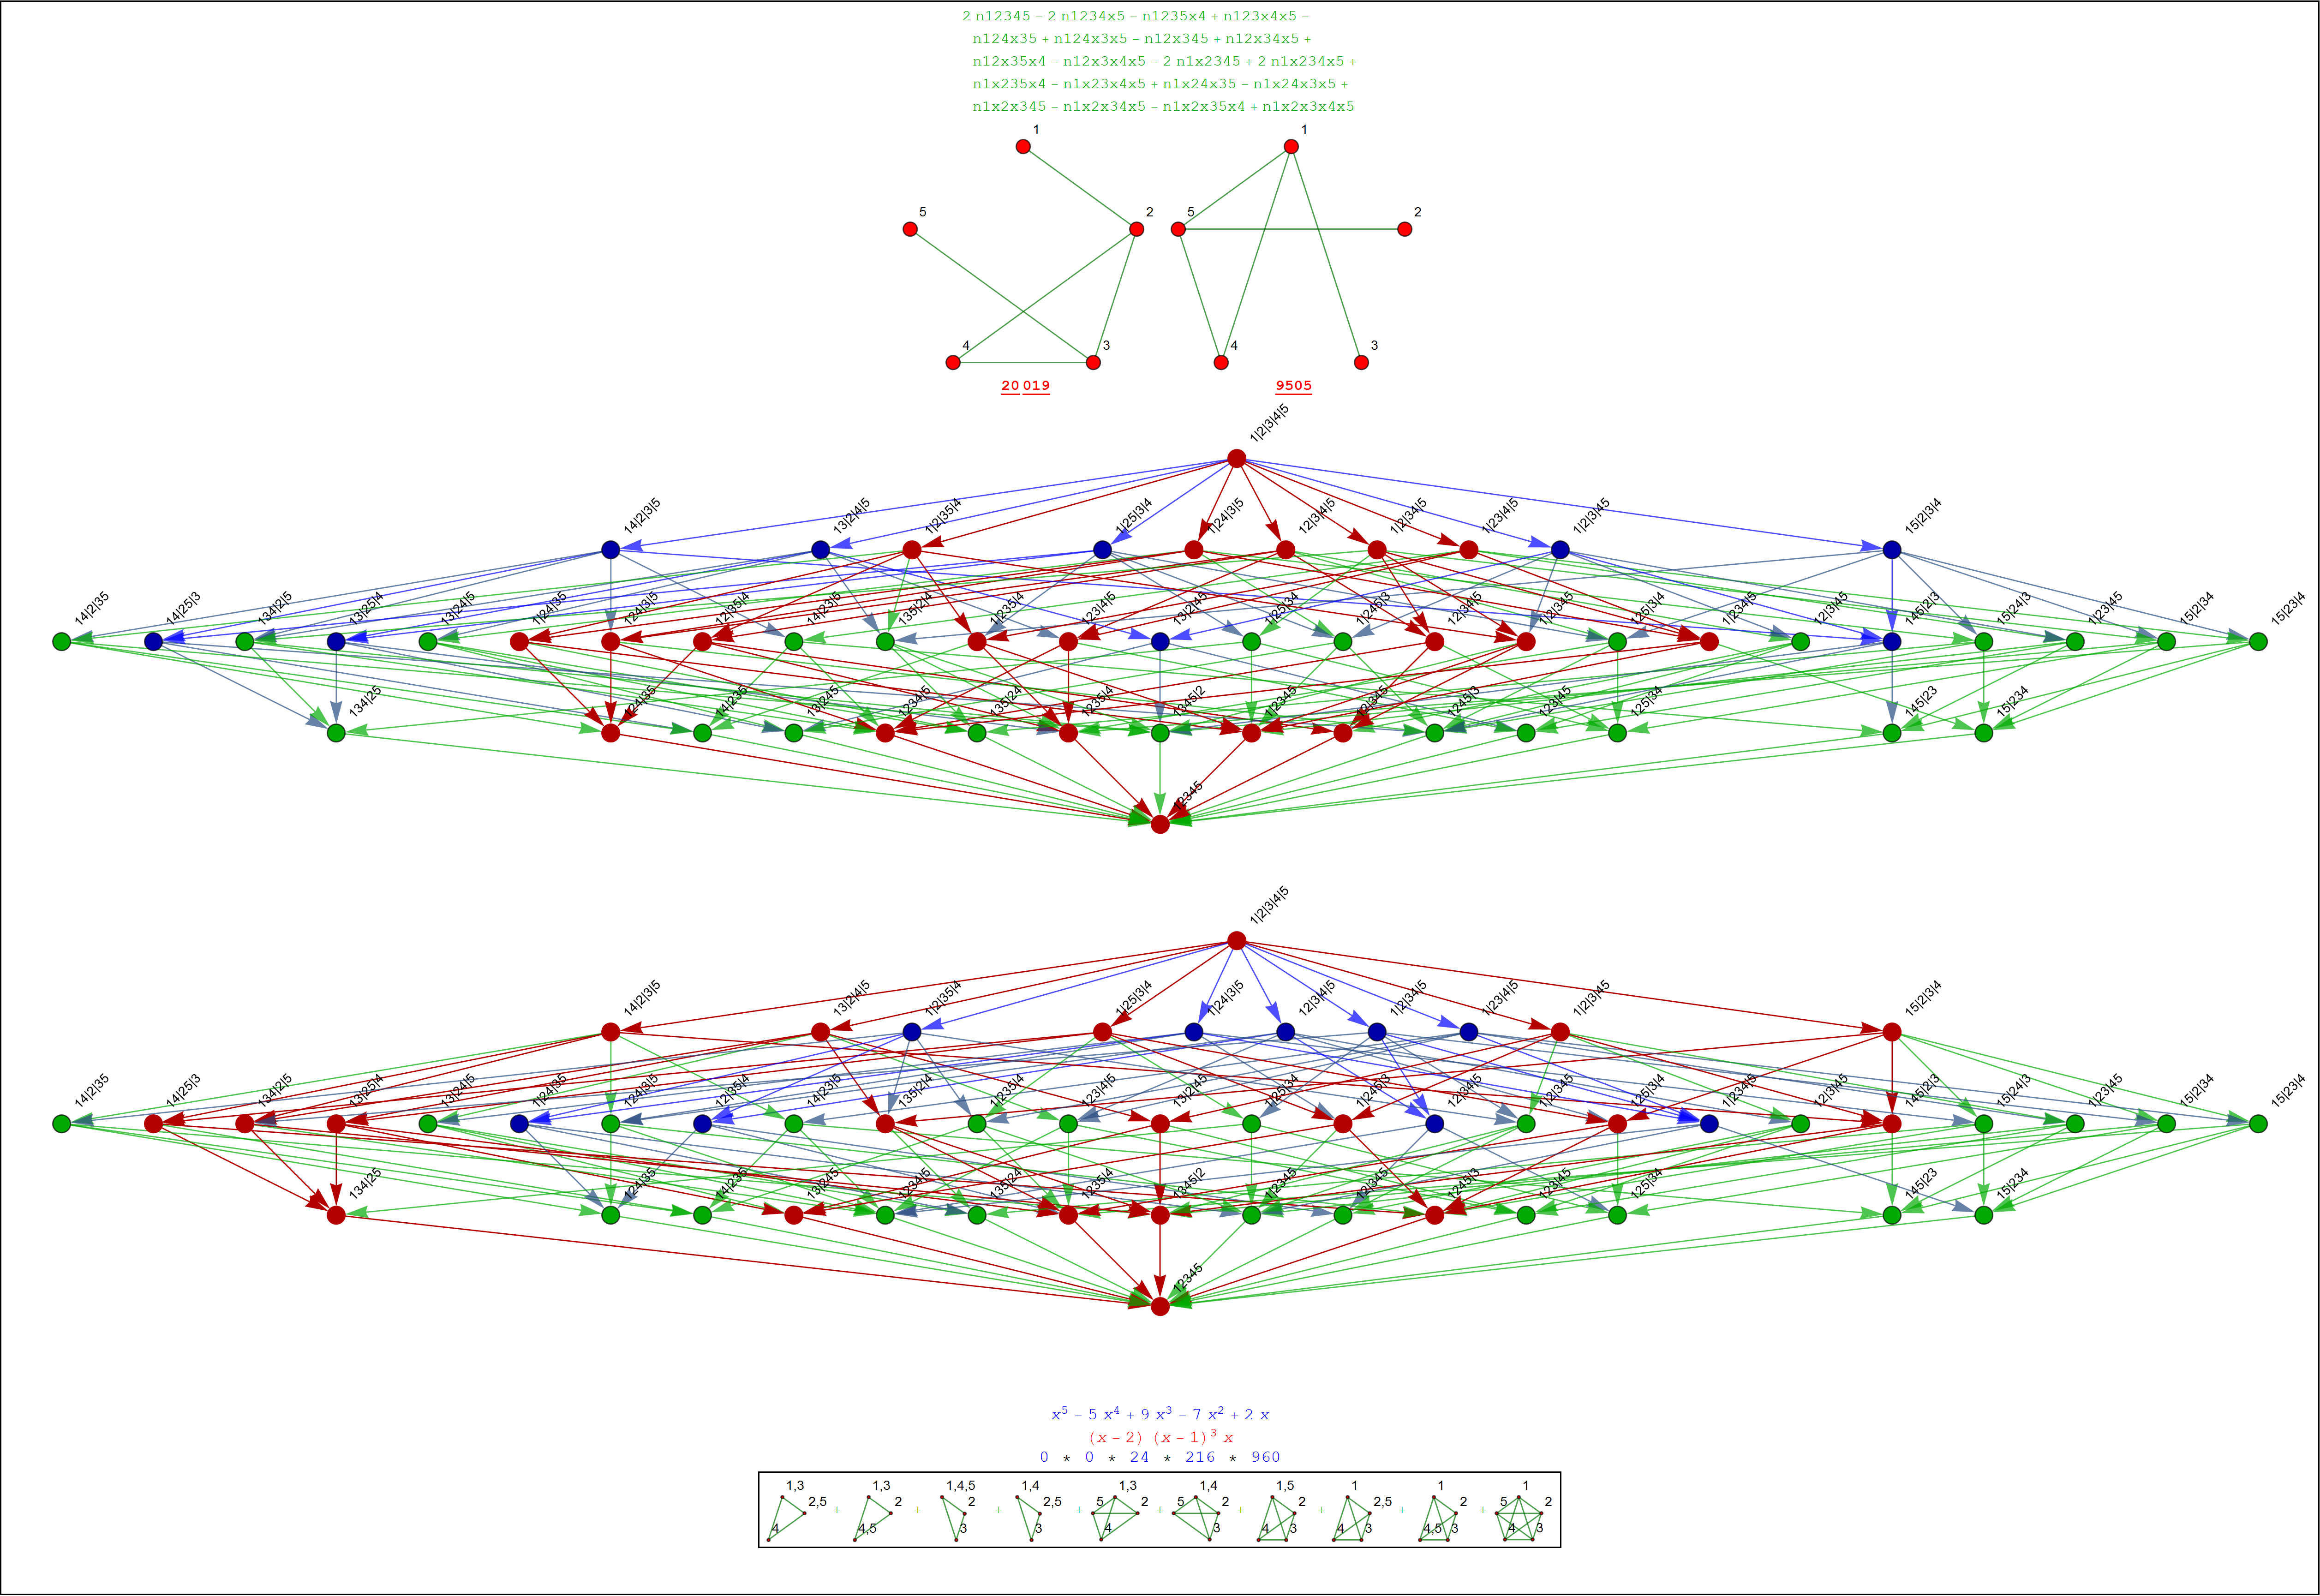 2 n12345 – 2 n1234x5 – n1235x4 + n123x4x5 –
n124x35 + n124x3x5 – n12x345 + n12x34x5 +
n12x35x4 – n12x3x4x5 – 2 n1x2345 + 2 n1x234x5 +
n1x235x4 – n1x23x4x5 + n1x24x35 – n1x24x3x5 +
n1x2x345 – n1x2x34x5 – n1x2x35x4 + n1x2x3x4x5
1 1
5 2 5 2
4 3 4 3
20 019 9505
1|2|3|4|5
14|2|3|5 13|2|4|5 1|2|35|4 1|25|3|4 1|24|3|5 12|3|4|5 1|2|34|5 1|23|4|5 1|2|3|45 15|2|3|4
14|2|35 14|25|3 134|2|5 13|25|4 13|24|5 1|24|35 124|3|5 12|35|4 14|23|5 135|2|4 1|235|4 123|4|5 13|2|45 1|25|34 1|245|3 12|34|5 1|2|345 125|3|4 1|234|5 12|3|45 145|2|3 15|24|3 1|23|45 15|2|34 15|23|4
134|25 124|35 14|235 13|245 1234|5 135|24 1235|4 1345|2 1|2345 12|345 1245|3 123|45 125|34 145|23 15|234
12345
1|2|3|4|5
14|2|3|5 13|2|4|5 1|2|35|4 1|25|3|4 1|24|3|5 12|3|4|5 1|2|34|5 1|23|4|5 1|2|3|45 15|2|3|4
14|2|35 14|25|3 134|2|5 13|25|4 13|24|5 1|24|35 124|3|5 12|35|4 14|23|5 135|2|4 1|235|4 123|4|5 13|2|45 1|25|34 1|245|3 12|34|5 1|2|345 125|3|4 1|234|5 12|3|45 145|2|3 15|24|3 1|23|45 15|2|34 15|23|4
134|25 124|35 14|235 13|245 1234|5 135|24 1235|4 1345|2 1|2345 12|345 1245|3 123|45 125|34 145|23 15|234
12345
x⁵ – 5 x⁴ + 9 x³ – 7 x² + 2 x
(x – 2) (x – 1)³ x
0 * 0 * 24 * 216 * 960
1,3 1,3 1,4,5 1,4 1,3 1,4 1,5 1 1 1
2,5 2 2 2,5 5 2 5 2 2 2,5 2 5 2
+ + + + + + + + +
4 4,5 3 3 4 3 4 3 4 3 4,5 3 4 3